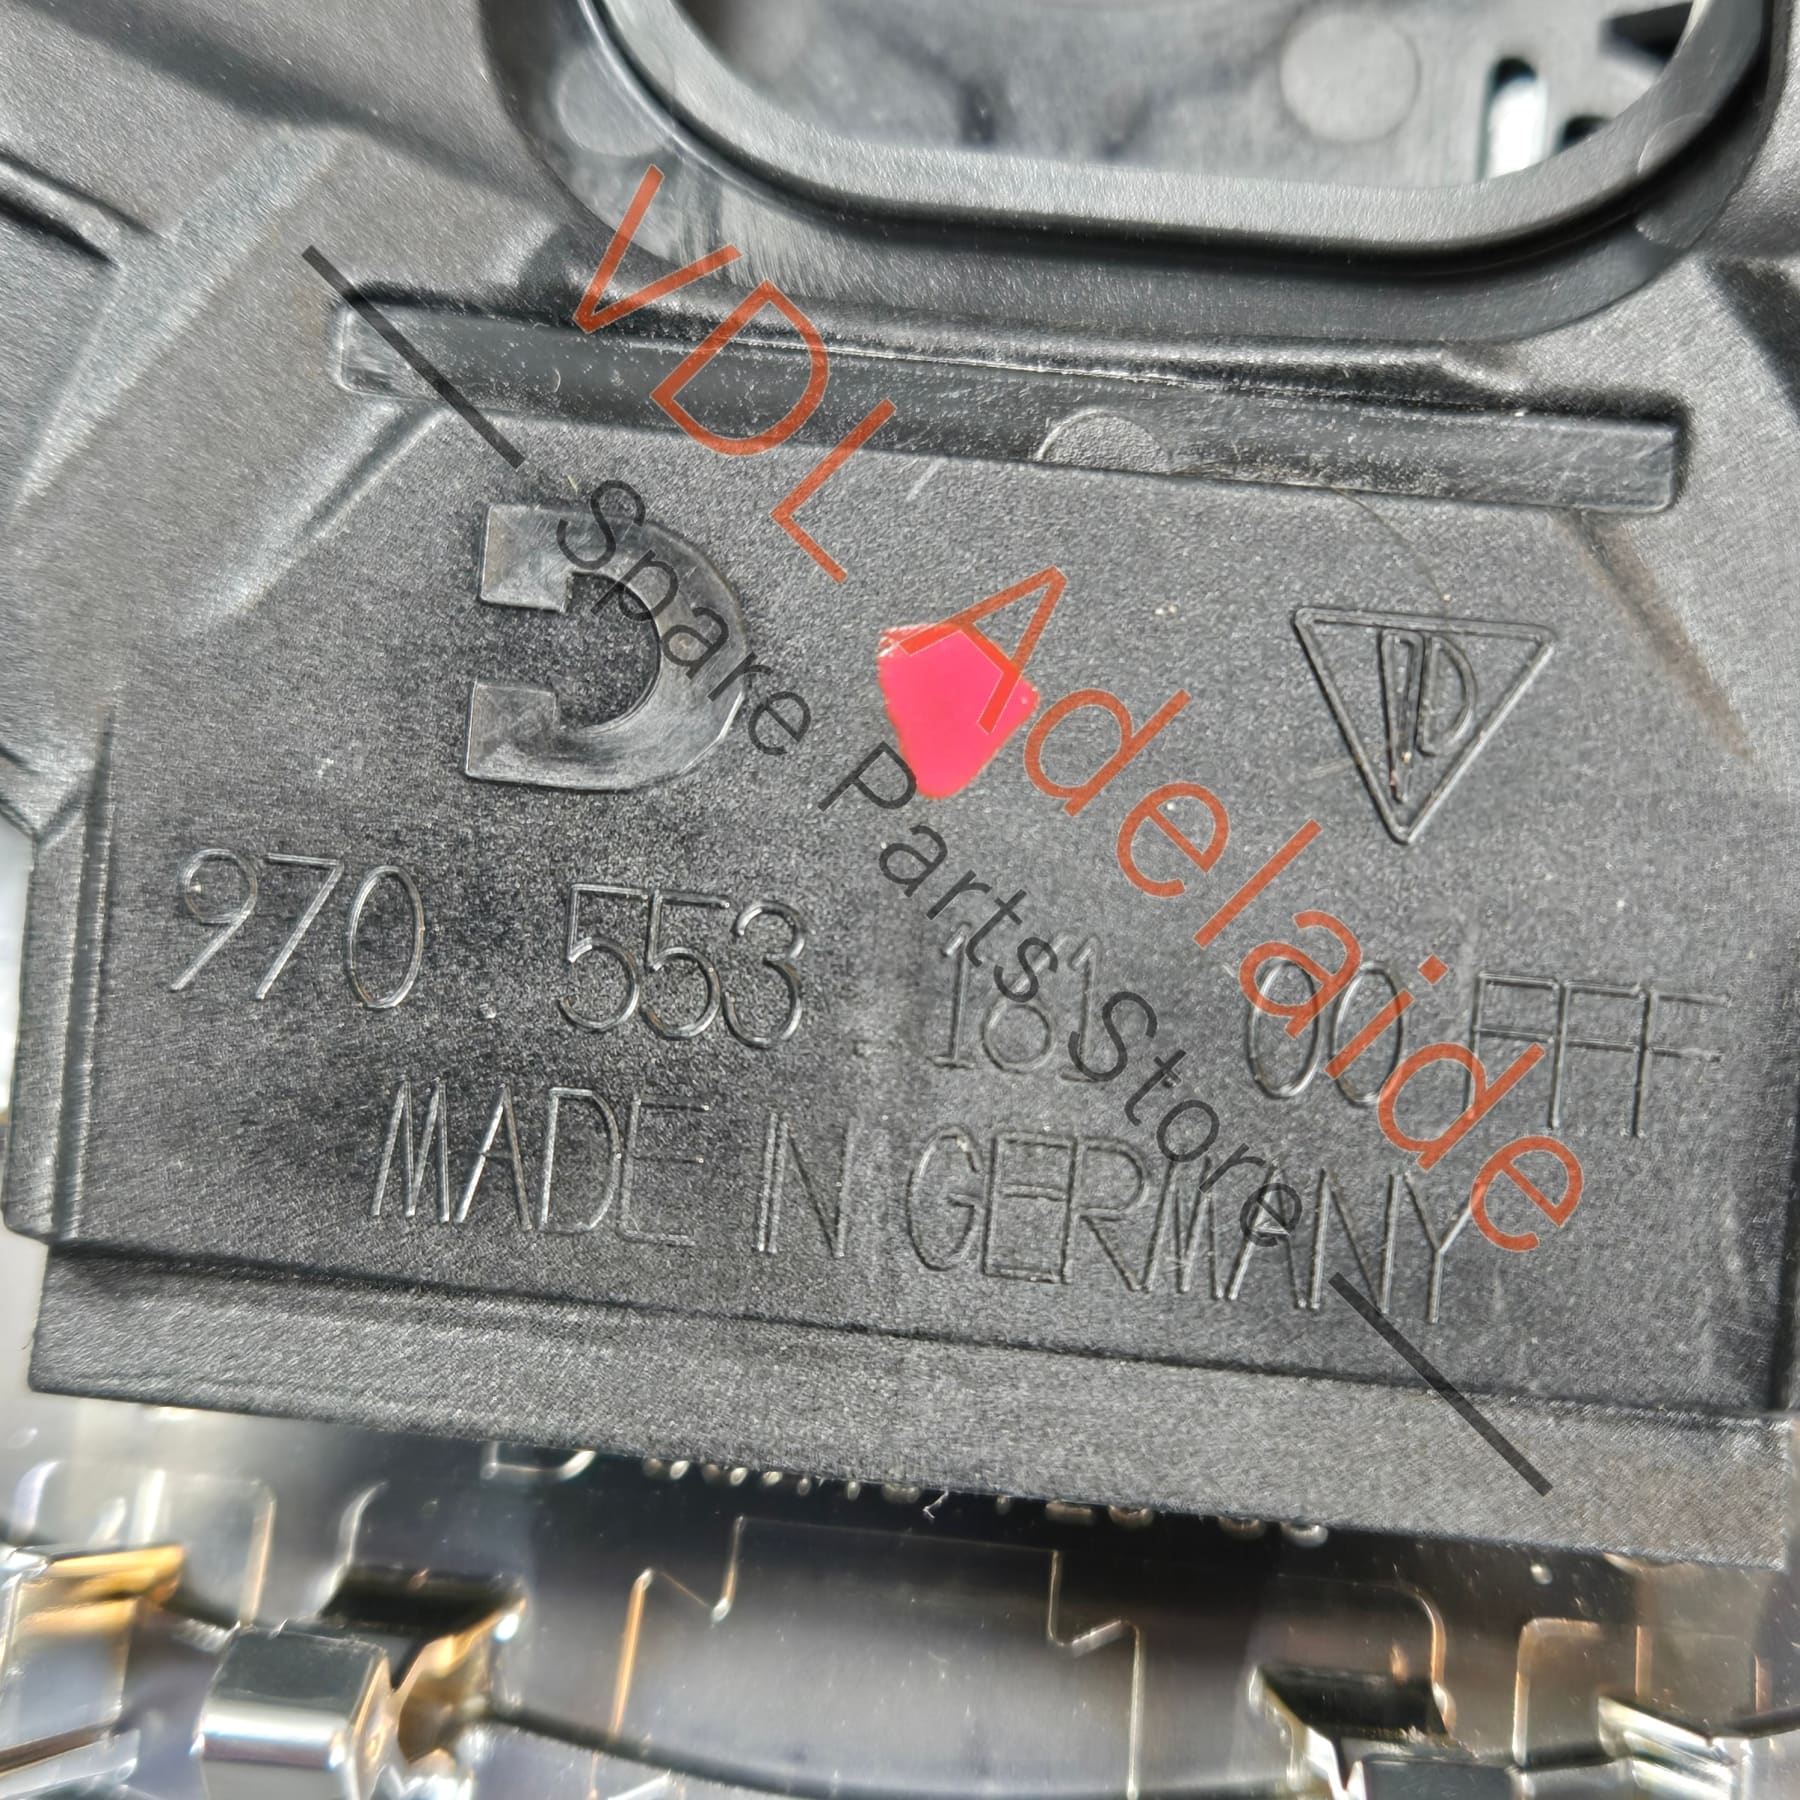 VDL Adelaide
Spare Parts Store
970 . 553 . 181 . 00 FFF
MADE IN GERMANY